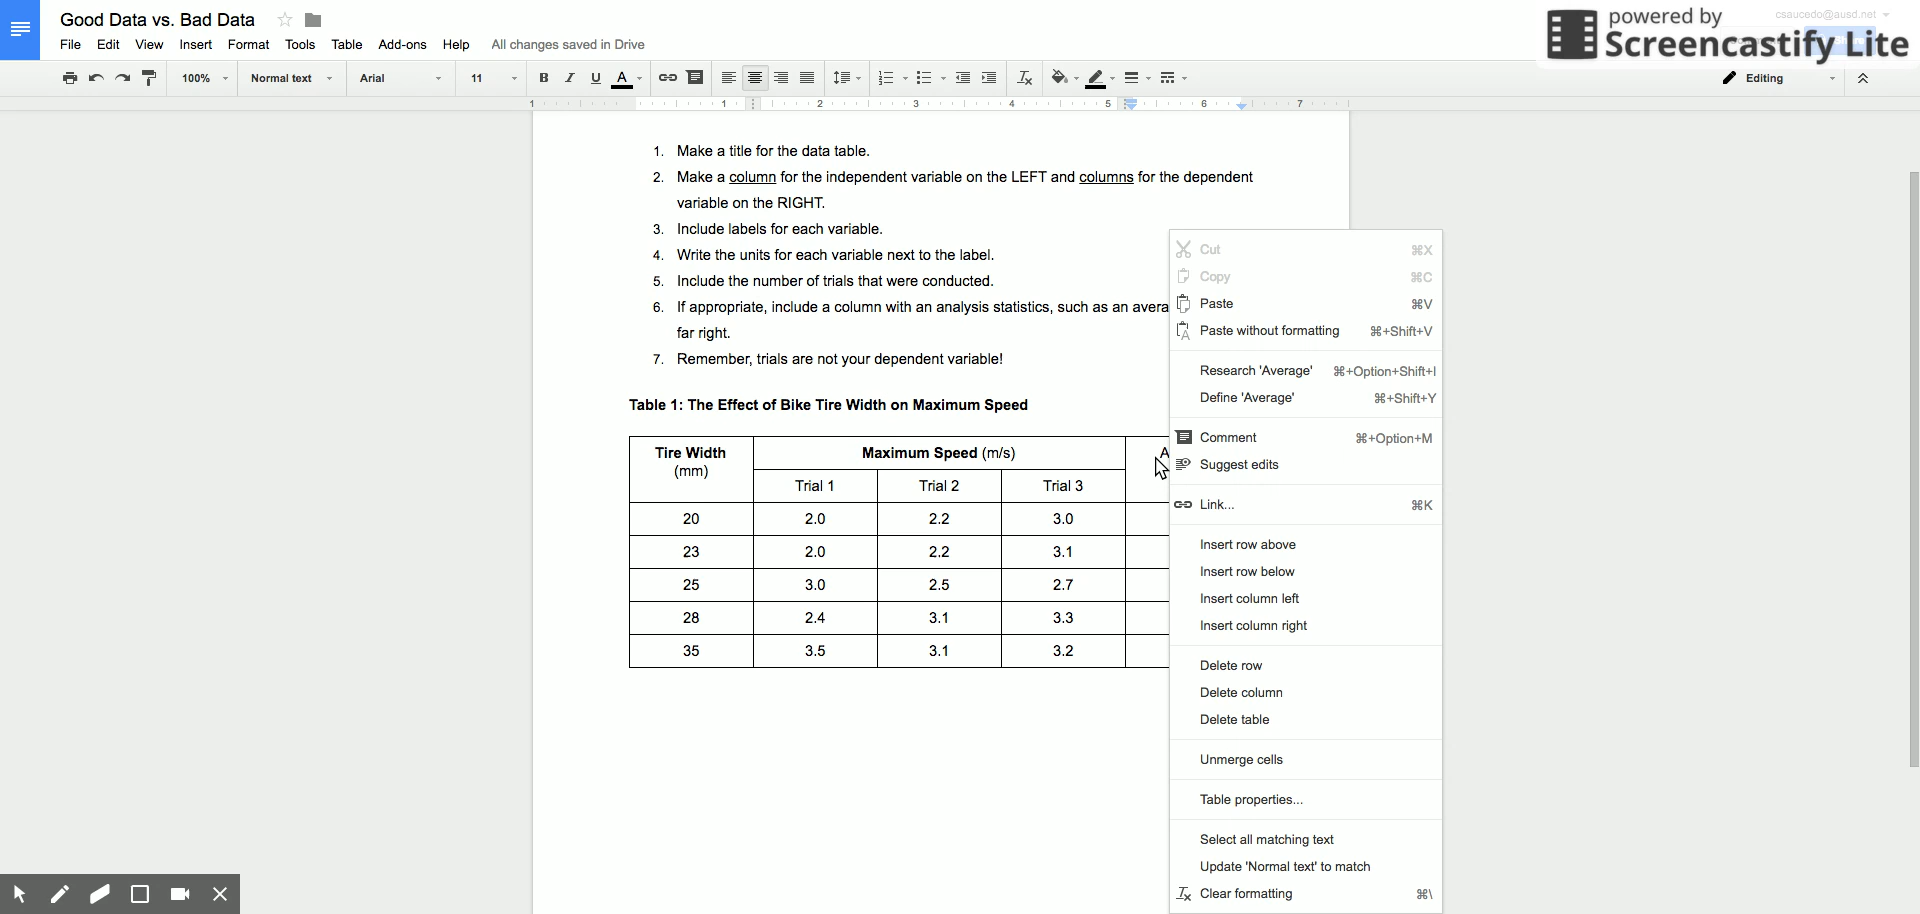 Good Data vs. Bad Data
csaucedo@ausd.net
powered by
Screencastify Lite
File Edit View Insert Format Tools Table Add-ons Help All changes saved in Drive
100% Normal text Arial 11 B I U A Editing
1 1 2 3 4 5 6 7
1. Make a title for the data table.
2. Make a column for the independent variable on the LEFT and columns for the dependent
variable on the RIGHT.
3. Include labels for each variable.
4. Write the units for each variable next to the label.
5. Include the number of trials that were conducted.
6. If appropriate, include a column with an analysis statistics, such as an avera
far right.
7. Remember, trials are not your dependent variable!
Table 1: The Effect of Bike Tire Width on Maximum Speed
Tire Width Maximum Speed (m/s) A
(mm)
Trial 1 Trial 2 Trial 3
20 2.0 2.2 3.0
23 2.0 2.2 3.1
25 3.0 2.5 2.7
28 2.4 3.1 3.3
35 3.5 3.1 3.2
Cut ⌘X
Copy ⌘C
Paste ⌘V
Paste without formatting ⌘+Shift+V
Research 'Average' ⌘+Option+Shift+I
Define 'Average' ⌘+Shift+Y
Comment ⌘+Option+M
Suggest edits
Link... ⌘K
Insert row above
Insert row below
Insert column left
Insert column right
Delete row
Delete column
Delete table
Unmerge cells
Table properties...
Select all matching text
Update 'Normal text' to match
Clear formatting ⌘\